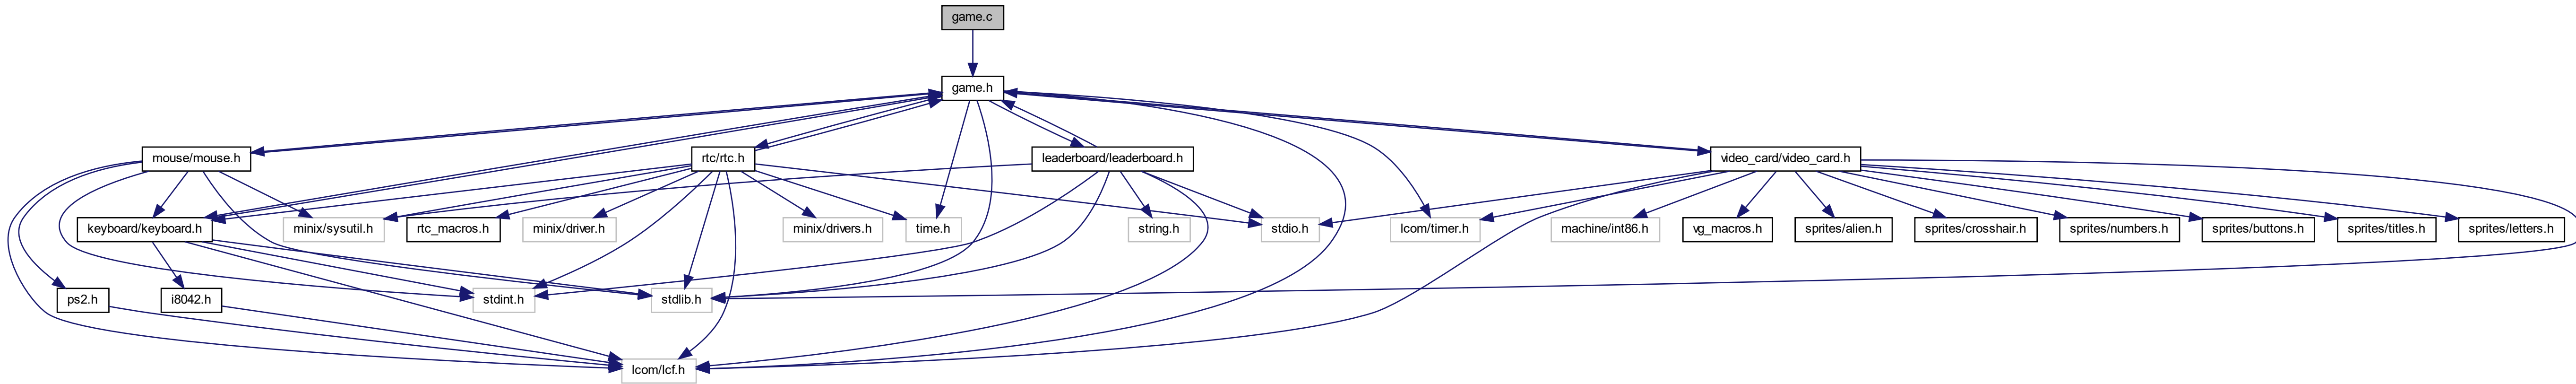 game.c
game.h
mouse/mouse.h
rtc/rtc.h
leaderboard/leaderboard.h
video_card/video_card.h
keyboard/keyboard.h
minix/sysutil.h
rtc_macros.h
minix/driver.h
minix/drivers.h
time.h
string.h
stdio.h
lcom/timer.h
machine/int86.h
vg_macros.h
sprites/alien.h
sprites/crosshair.h
sprites/numbers.h
sprites/buttons.h
sprites/titles.h
sprites/letters.h
ps2.h
i8042.h
stdint.h
stdlib.h
lcom/lcf.h